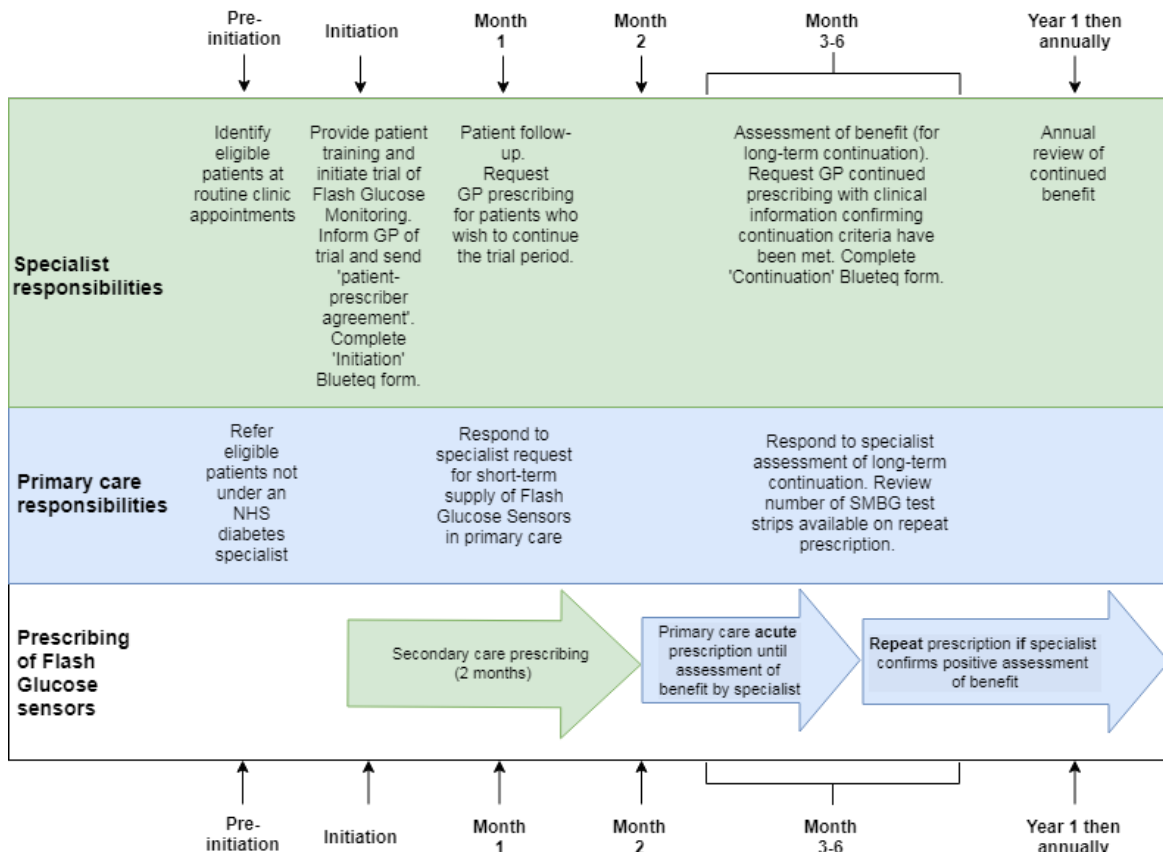 Pre-
initiation
Initiation
Month
1
Month
2
Month
3-6
Year 1 then
annually
Specialist
responsibilities
Identify
eligible
patients at
routine clinic
appointments
Provide patient
training and
initiate trial of
Flash Glucose
Monitoring.
Inform GP of
trial and send
'patient-
prescriber
agreement'.
Complete
'Initiation'
Blueteq form.
Patient follow-
up.
Request
GP prescribing
for patients who
wish to continue
the trial period.
Assessment of benefit (for
long-term continuation).
Request GP continued
prescribing with clinical
information confirming
continuation criteria have
been met. Complete
'Continuation' Blueteq form.
Annual
review of
continued
benefit
Primary care
responsibilities
Refer
eligible
patients not
under an
NHS
diabetes
specialist
Respond to
specialist request
for short-term
supply of Flash
Glucose Sensors
in primary care
Respond to specialist
assessment of long-term
continuation. Review
number of SMBG test
strips available on repeat
prescription.
Prescribing
of Flash
Glucose
sensors
Secondary care prescribing
(2 months)
Primary care acute
prescription until
assessment of
benefit by specialist
Repeat prescription if specialist
confirms positive assessment
of benefit
Pre-
initiation
Initiation
Month
1
Month
2
Month
3-6
Year 1 then
annually